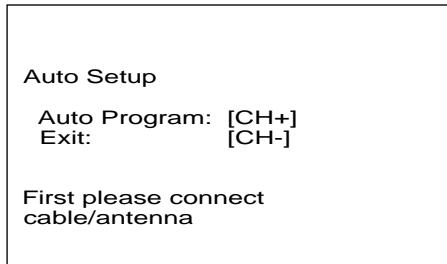 Auto Setup
Auto Program: [CH+]
Exit: [CH-]
First please connect
cable/antenna